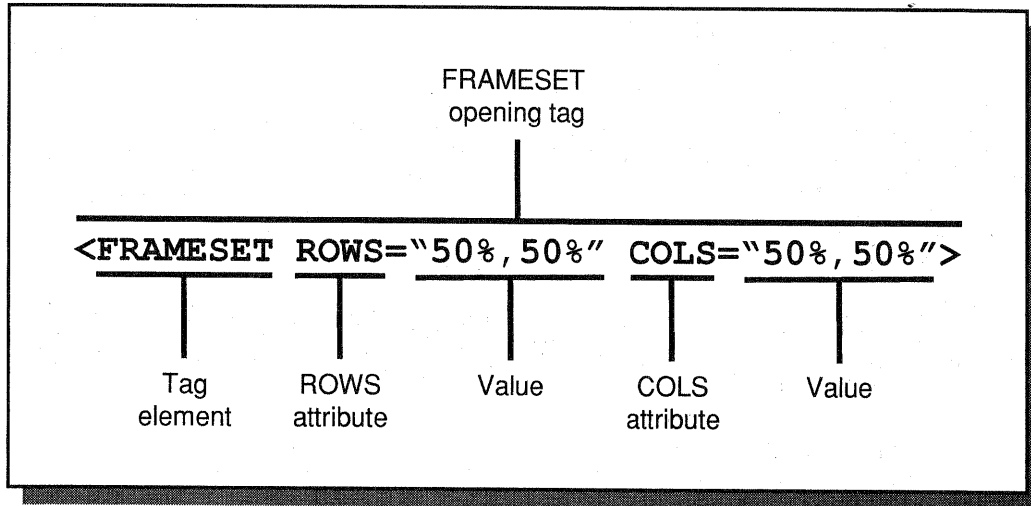 FRAMESET
opening tag
<FRAMESET ROWS="50%,50%" COLS="50%,50%">
Tag
element
ROWS
attribute
Value
COLS
attribute
Value